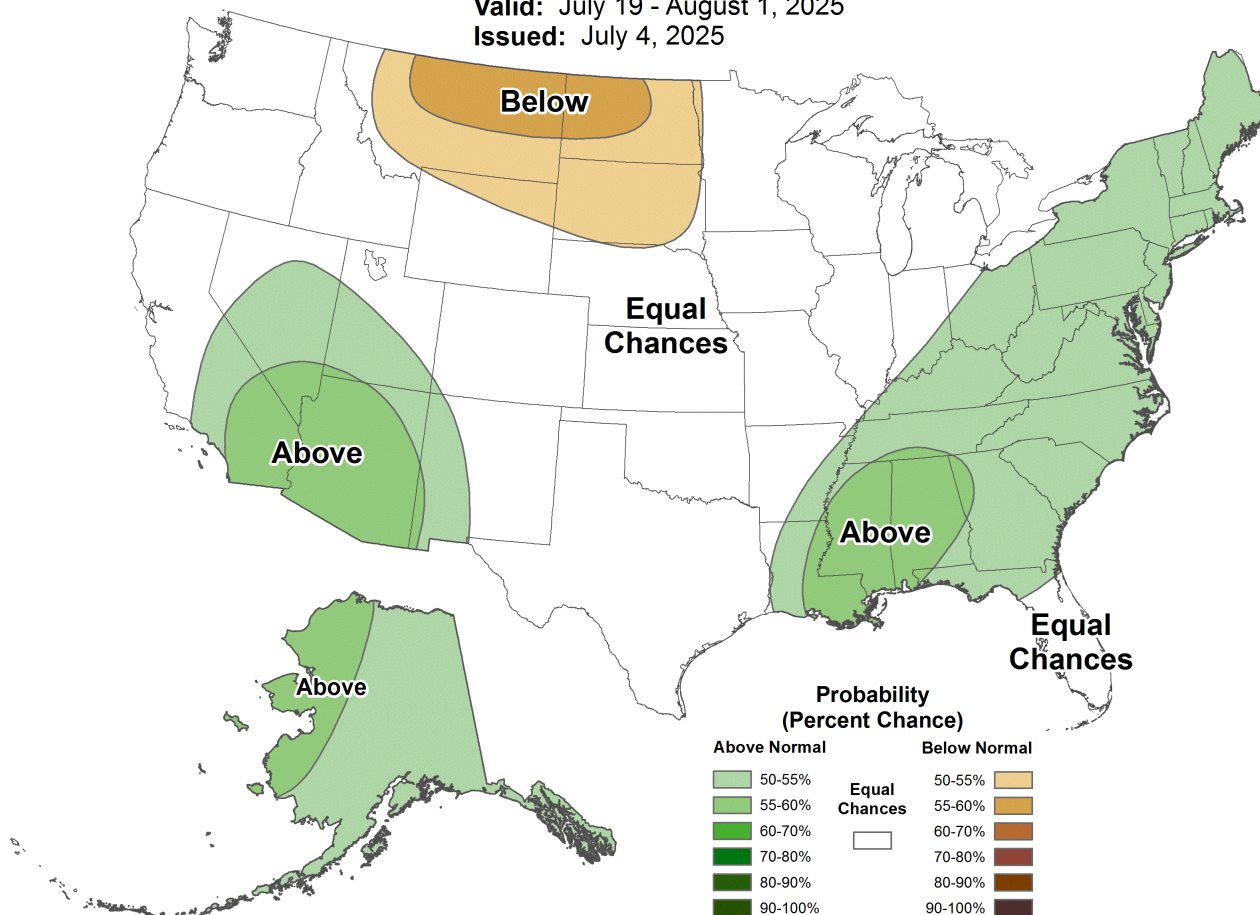 Valid: July 19 - August 1, 2025
Issued: July 4, 2025
Below
Equal
Chances
Above
Above
Equal
Chances
Above
Probability
(Percent Chance)
Above Normal
Below Normal
50-55%
55-60%
60-70%
70-80%
80-90%
90-100%
Equal
Chances
50-55%
55-60%
60-70%
70-80%
80-90%
90-100%